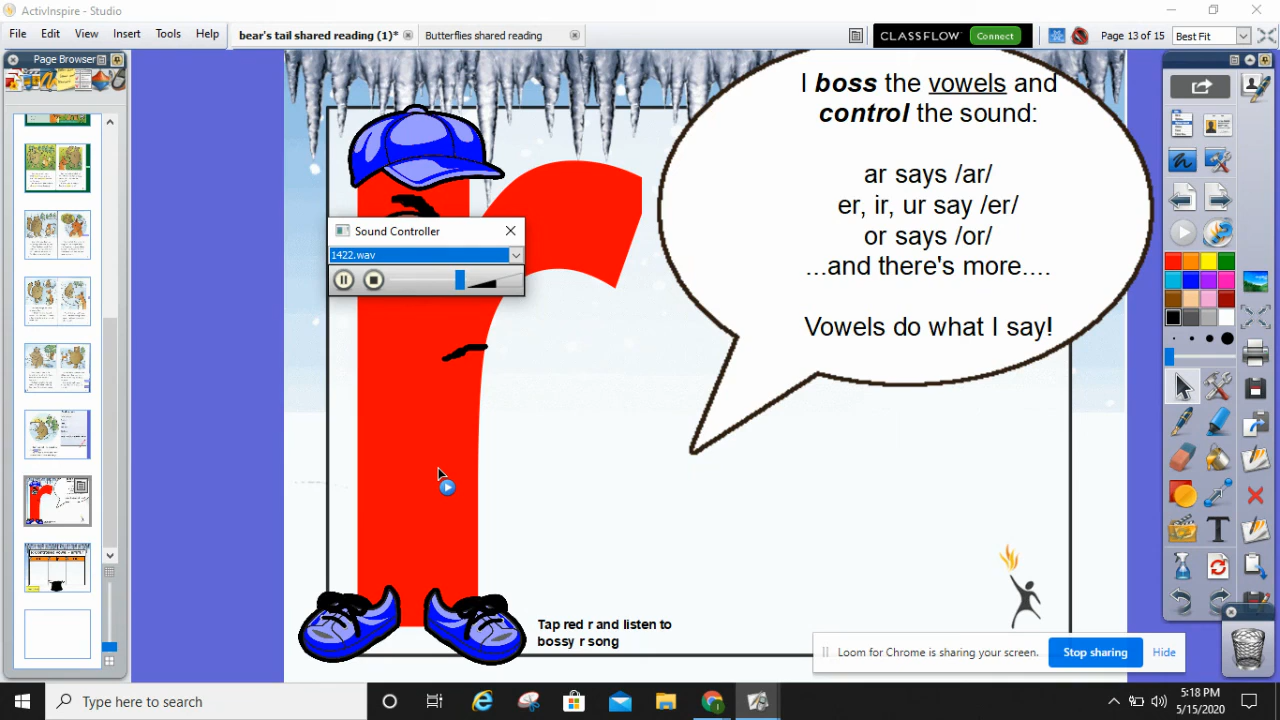 ActivInspire - Studio
File Edit View Insert Tools Help
bear's tail shared reading (1)*
Butterflies shared reading
CLASSFLOW Connect
Page 13 of 15
Best Fit
Page Browser
I boss the vowels and
control the sound:
ar says /ar/
er, ir, ur say /er/
or says /or/
...and there's more....
Vowels do what I say!
Sound Controller
1422.wav
Tap red r and listen to
bossy r song
Loom for Chrome is sharing your screen. Stop sharing Hide
Type here to search
5:18 PM
5/15/2020